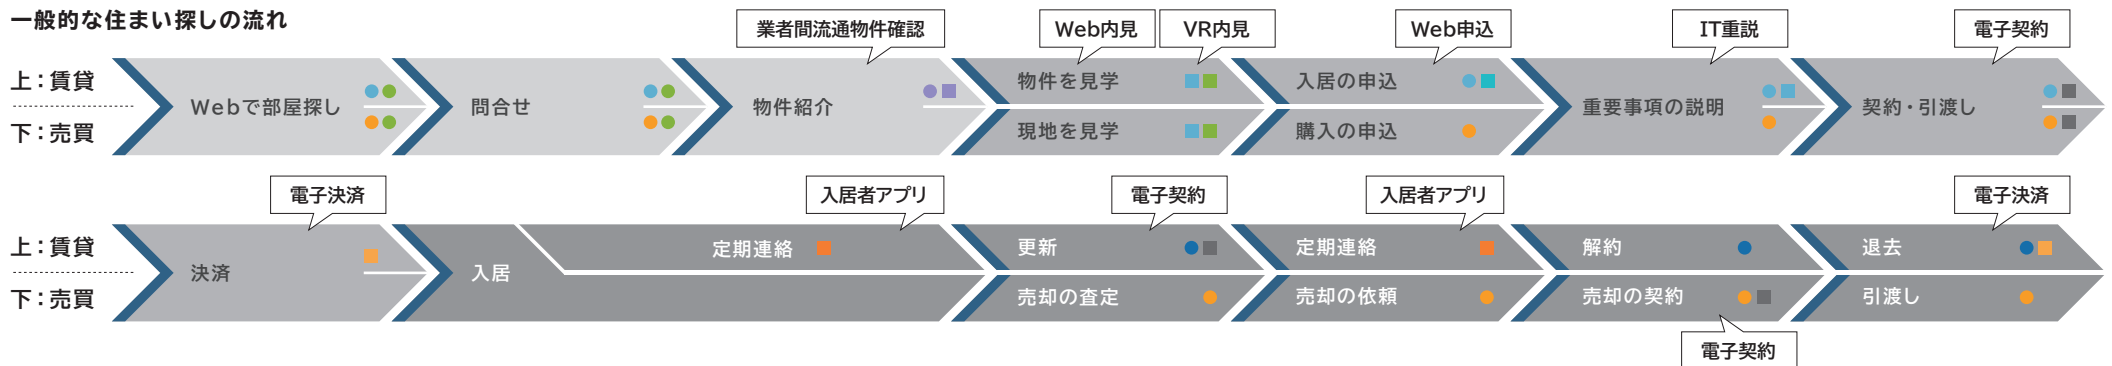 一般的な住まい探しの流れ
業者間流通物件確認
Web内見
VR内見
Web申込
IT重説
電子契約
上：賃貸
下：売買
Webで部屋探し
問合せ
物件紹介
物件を見学
現地を見学
入居の申込
購入の申込
重要事項の説明
契約・引渡し
電子決済
入居者アプリ
電子契約
入居者アプリ
電子決済
上：賃貸
下：売買
決済
入居
定期連絡
更新
売却の査定
定期連絡
売却の依頼
解約
売却の契約
退去
引渡し
電子契約